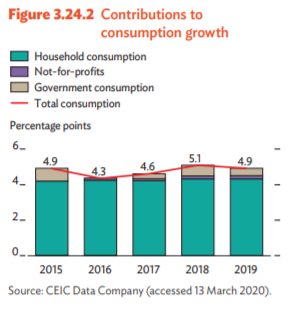 Figure 3.24.2 Contributions to
consumption growth
Household consumption
Not-for-profits
Government consumption
Total consumption
Percentage points
6
4.9 4.3 4.6 5.1 4.9
4
2
0
2015 2016 2017 2018 2019
Source: CEIC Data Company (accessed 13 March 2020).